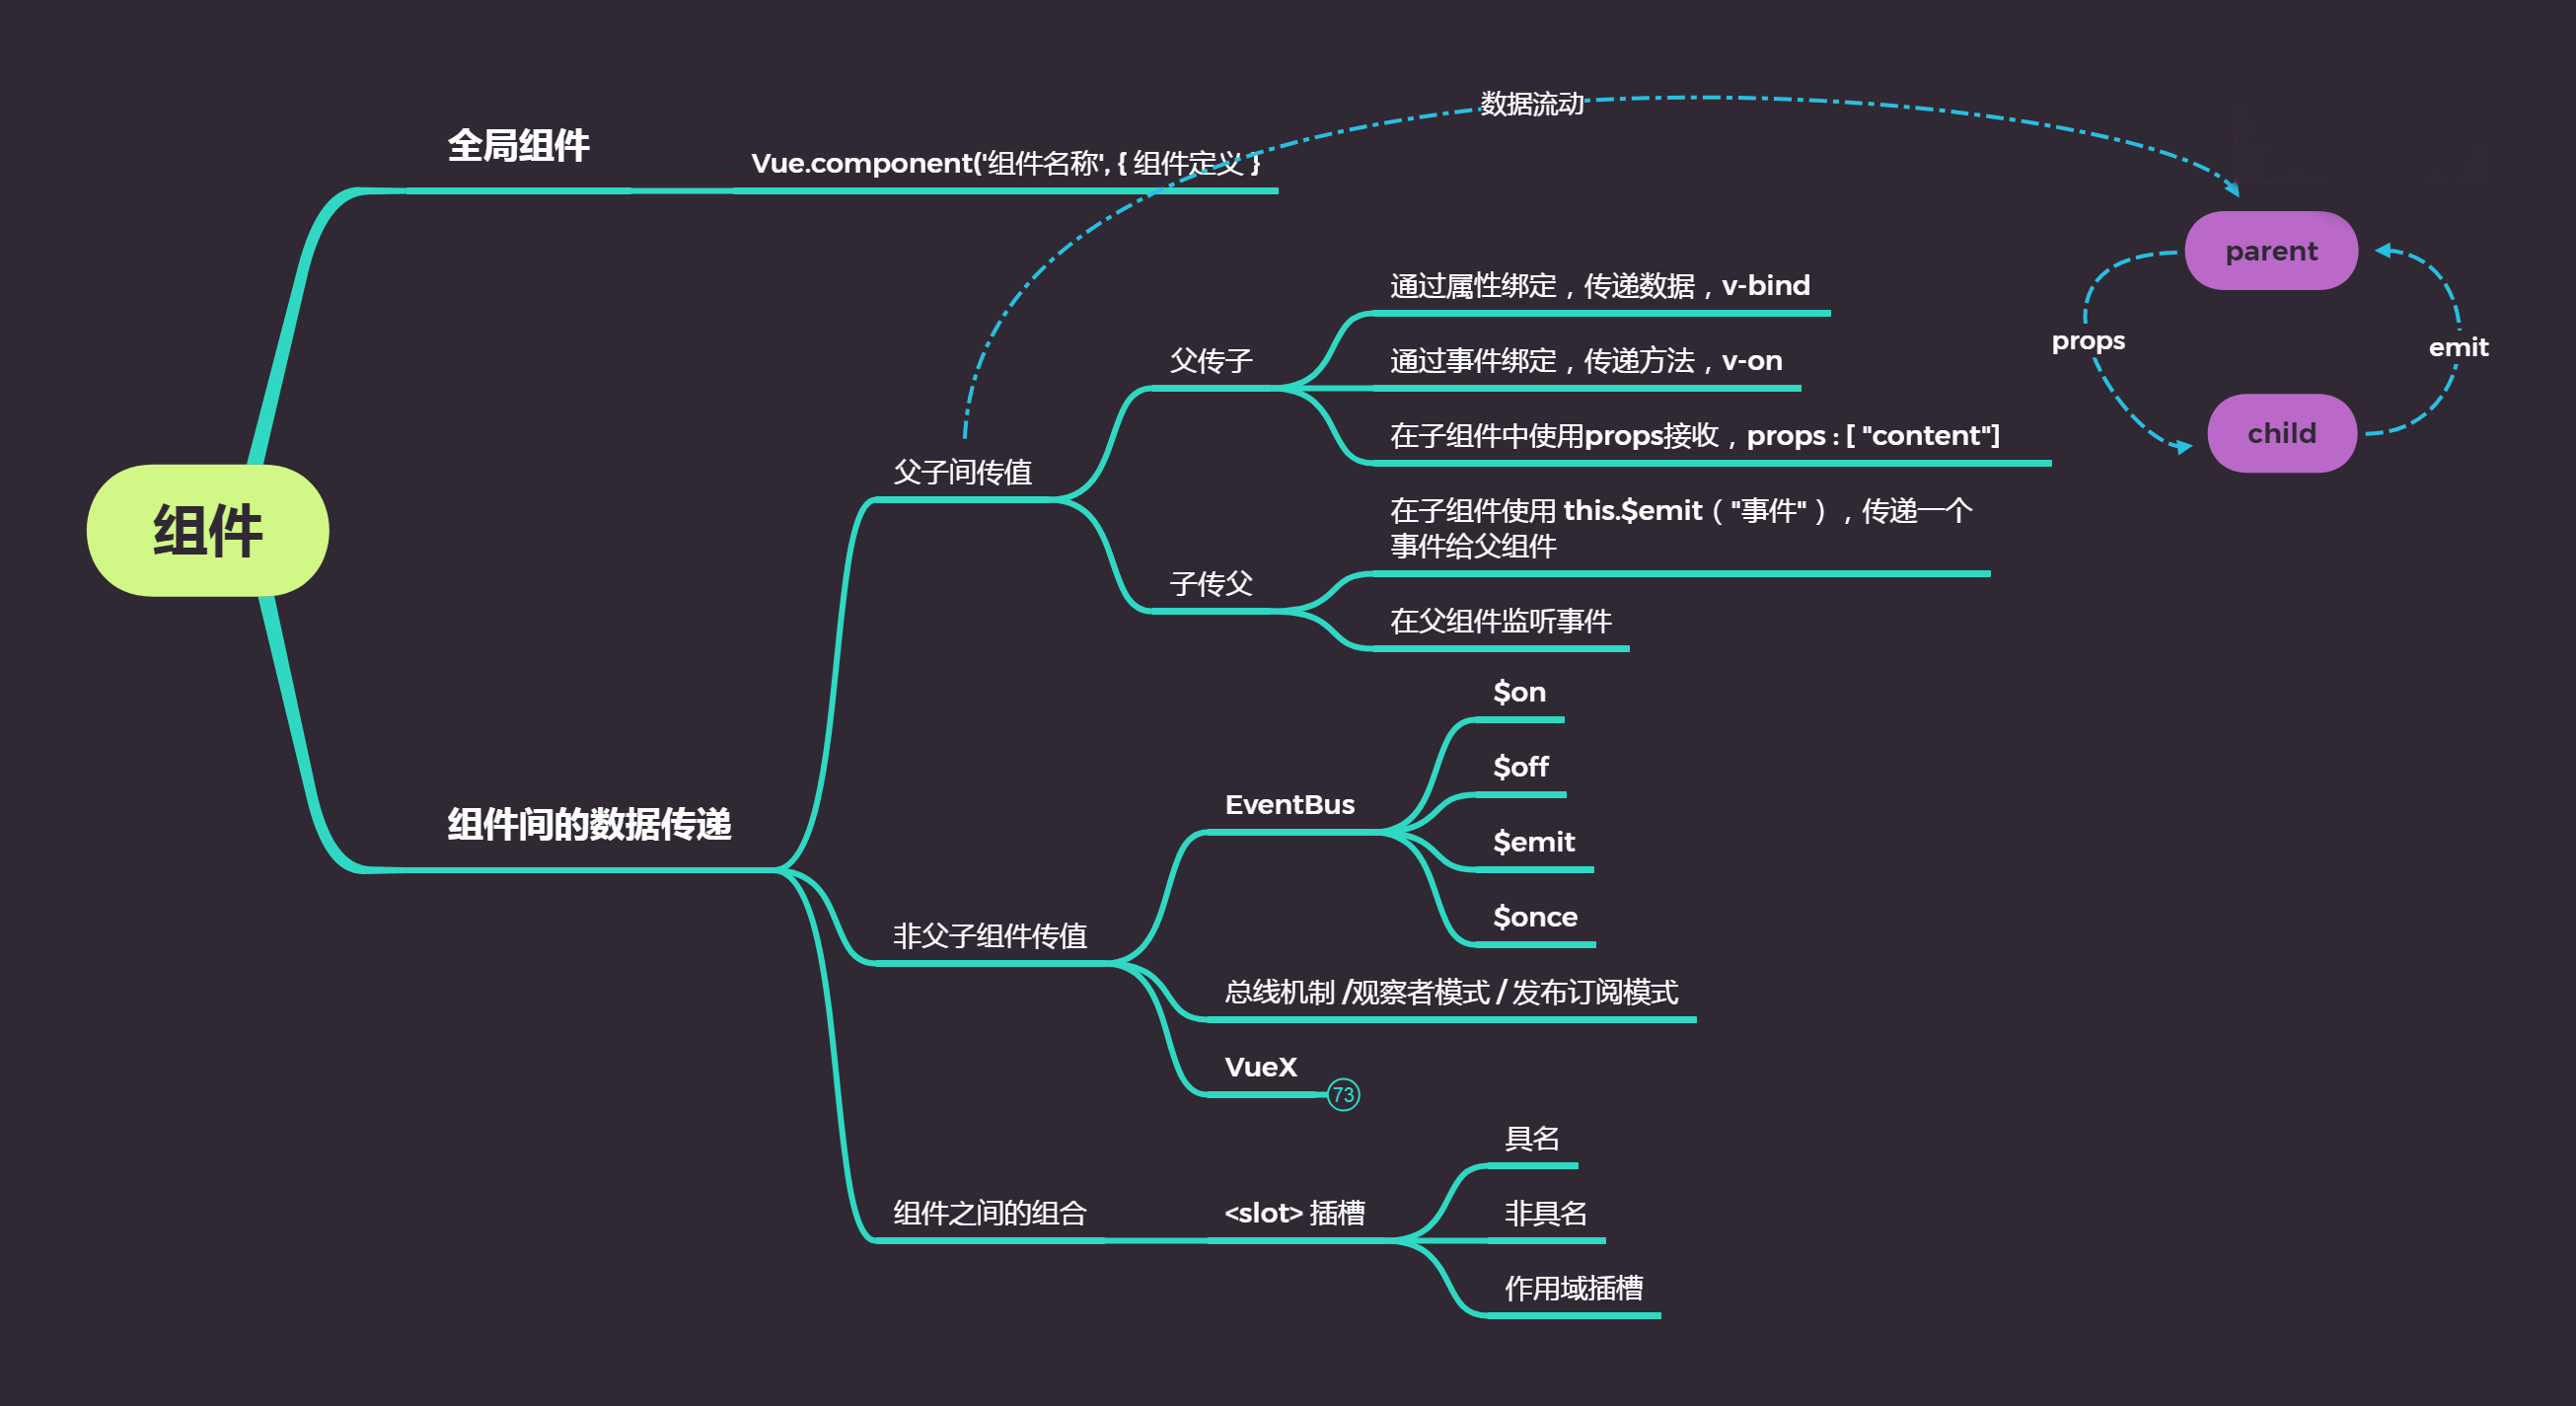 数据流动
全局组件
Vue.component('组件名称', { 组件定义 }
parent
通过属性绑定，传递数据，v-bind
props
emit
父传子
通过事件绑定，传递方法，v-on
在子组件中使用props接收，props : [ "content"]
child
父子间传值
在子组件使用 this.$emit（"事件"），传递一个
事件给父组件
组件
子传父
在父组件监听事件
$on
$off
EventBus
组件间的数据传递
$emit
$once
非父子组件传值
总线机制 /观察者模式 / 发布订阅模式
VueX
73
具名
组件之间的组合
<slot> 插槽
非具名
作用域插槽